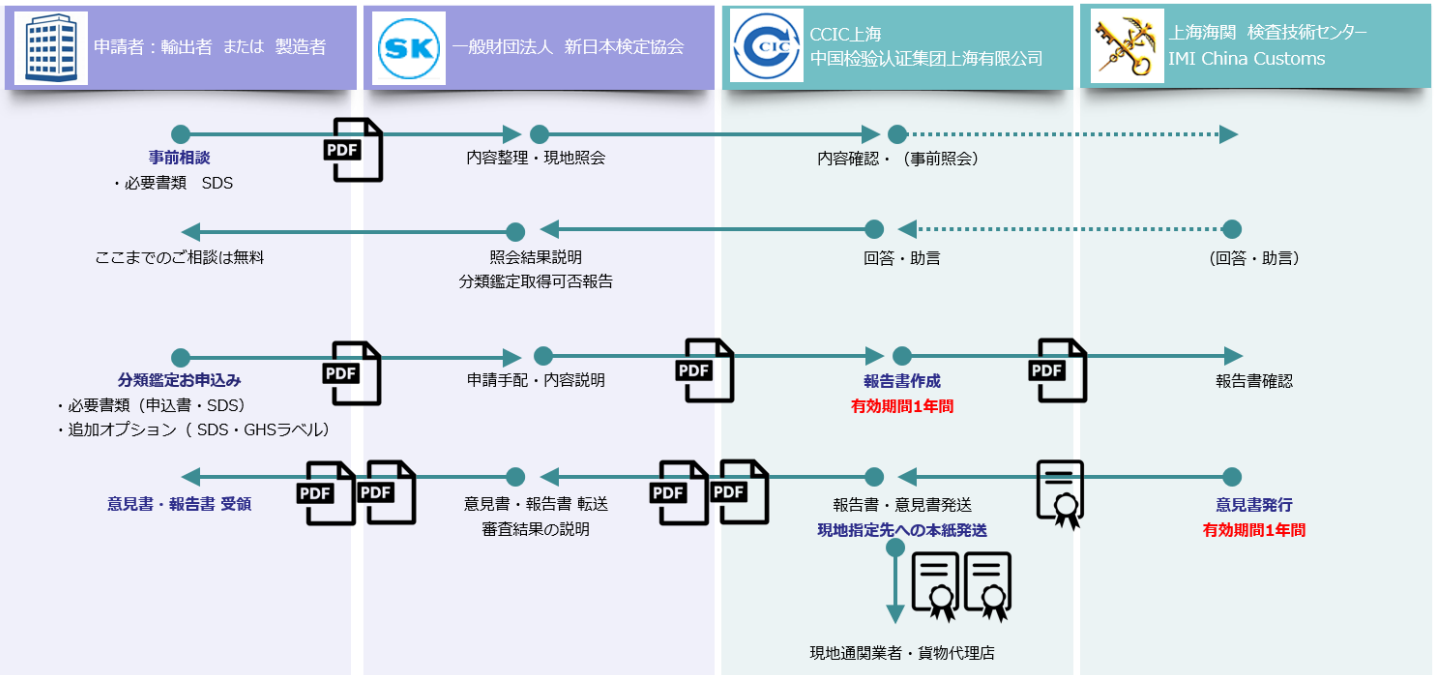 申請者：輸出者 または 製造者
SK
一般財団法人 新日本検定協会
CCIC
CCIC上海
中国检验认证集团上海有限公司
上海海関 検査技術センター
IMI China Customs
PDF
事前相談
・必要書類 SDS
内容整理・現地照会
内容確認・（事前照会）
ここまでのご相談は無料
照会結果説明
分類鑑定取得可否報告
回答・助言
（回答・助言）
PDF
PDF
PDF
分類鑑定お申込み
・必要書類（申込書・SDS）
・追加オプション（ SDS・GHSラベル）
申請手配・内容説明
報告書作成
有効期間1年間
報告書確認
PDF
PDF
PDF
PDF
意見書・報告書 受領
意見書・報告書 転送
審査結果の説明
報告書・意見書発送
現地指定先への本紙発送
意見書発行
有効期間1年間
現地通関業者・貨物代理店